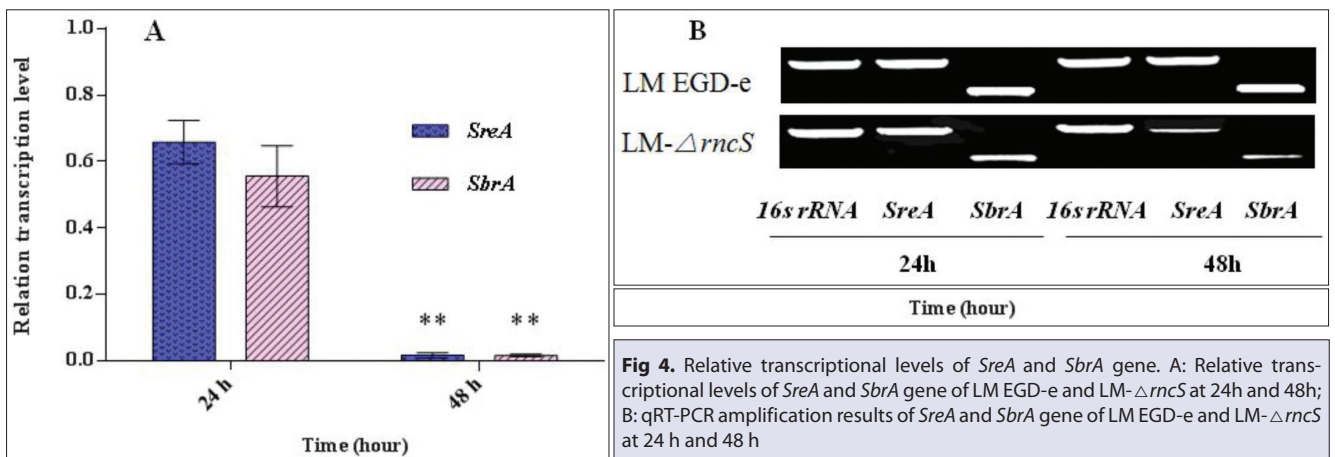 A
Relation transcription level
1.0
0.8
0.6
0.4
0.2
0.0
SreA
SbrA
**
**
24 h
48 h
Time (hour)
B
LM EGD-e
LM-△rncS
16s rRNA SreA SbrA 16s rRNA SreA SbrA
24h 48h
Time (hour)
Fig 4. Relative transcriptional levels of SreA and SbrA gene. A: Relative trans-
criptional levels of SreA and SbrA gene of LM EGD-e and LM-△rncS at 24h and 48h;
B: qRT-PCR amplification results of SreA and SbrA gene of LM EGD-e and LM-△rncS
at 24 h and 48 h